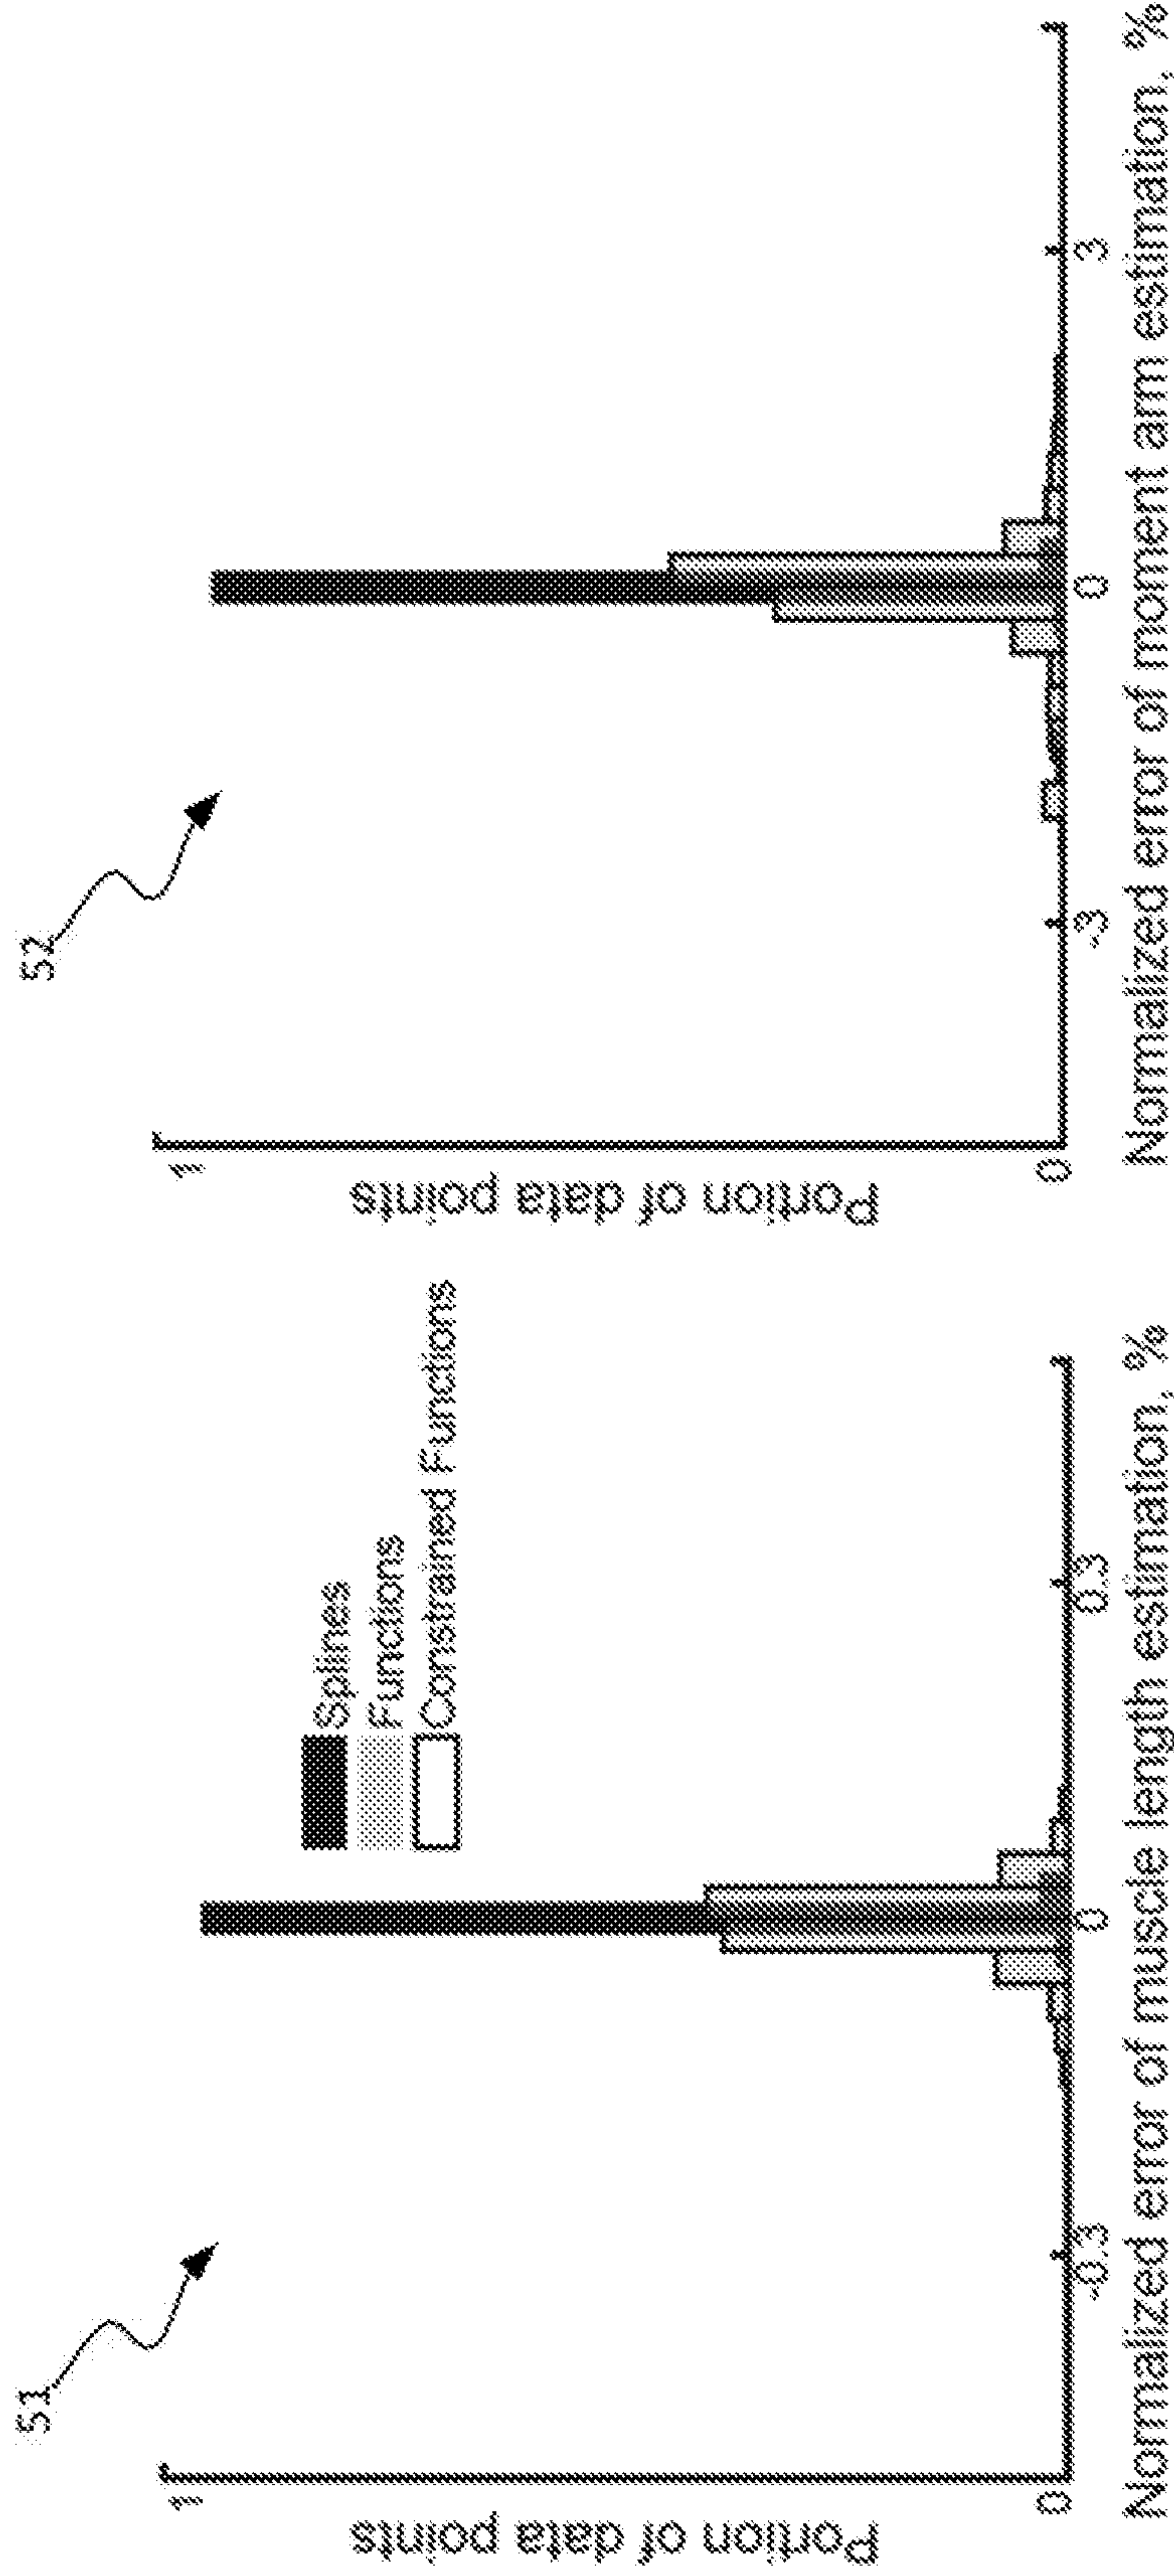 51
1
Portion of data points
0
Splines
Functions
Constrained Functions
-0.3
0
0.3
Normalized error of muscle length estimation, %
52
1
Portion of data points
0
-3
0
3
Normalized error of moment arm estimation, %